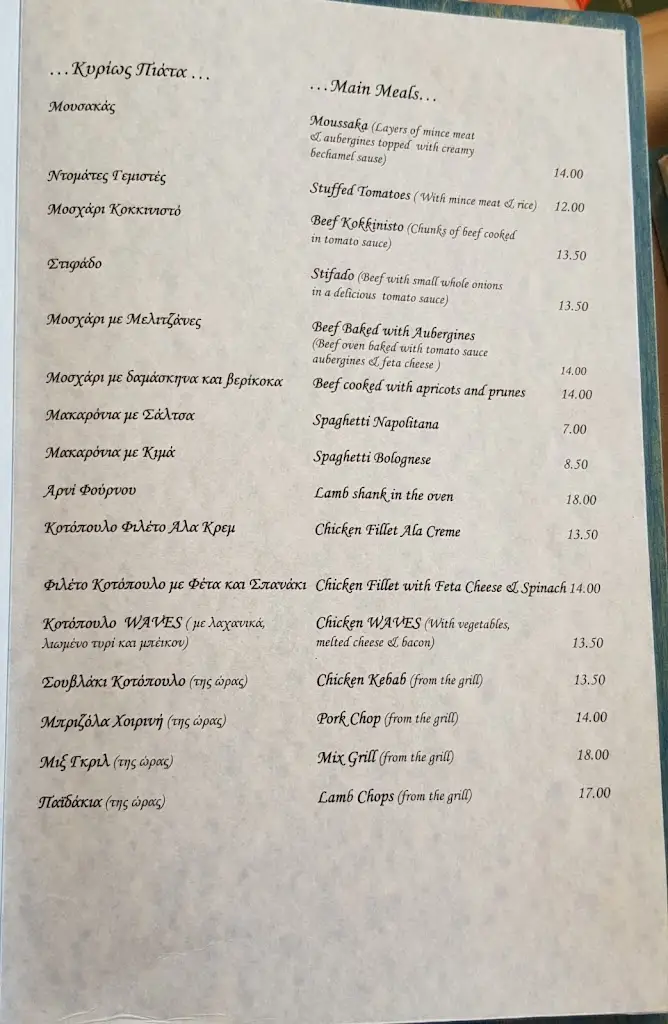 ...Κυρίως Πιάτα ...
...Main Meals...
Μουσακάς
Moussaka (Layers of mince meat
& aubergines topped with creamy
bechamel sause)
14.00
Ντομάτες Γεμιστές
Stuffed Tomatoes ( With mince meat & rice) 12.00
Μοσχάρι Κοκκινιστό
Beef Kokkinisto (Chunks of beef cooked
in tomato sauce)
13.50
Στιφάδο
Stifado (Beef with small whole onions
in a delicious tomato sauce)
13.50
Μοσχάρι με Μελιτζάνες
Beef Baked with Aubergines
(Beef oven baked with tomato sauce
aubergines & feta cheese )
14.00
Μοσχάρι με δαμάσκηνα και βερίκοκα Beef cooked with apricots and prunes 14.00
Μακαρόνια με Σάλτσα Spaghetti Napolitana 7.00
Μακαρόνια με Κιμά Spaghetti Bolognese 8.50
Αρνί Φούρνου Lamb shank in the oven 18.00
Κοτόπουλο Φιλέτο Αλα Κρεμ Chicken Fillet Ala Creme 13.50
Φιλέτο Κοτόπουλο με Φέτα και Σπανάκι Chicken Fillet with Feta Cheese & Spinach 14.00
Κοτόπουλο WAVES ( με λαχανικά,
λιωμένο τυρί και μπέικον)
Chicken WAVES (With vegetables,
melted cheese & bacon)
13.50
Σουβλάκι Κοτόπουλο (της ώρας) Chicken Kebab (from the grill) 13.50
Μπριζόλα Χοιρινή (της ώρας) Pork Chop (from the grill) 14.00
Μιξ Γκριλ (της ώρας) Mix Grill (from the grill) 18.00
Παϊδάκια (της ώρας) Lamb Chops (from the grill) 17.00